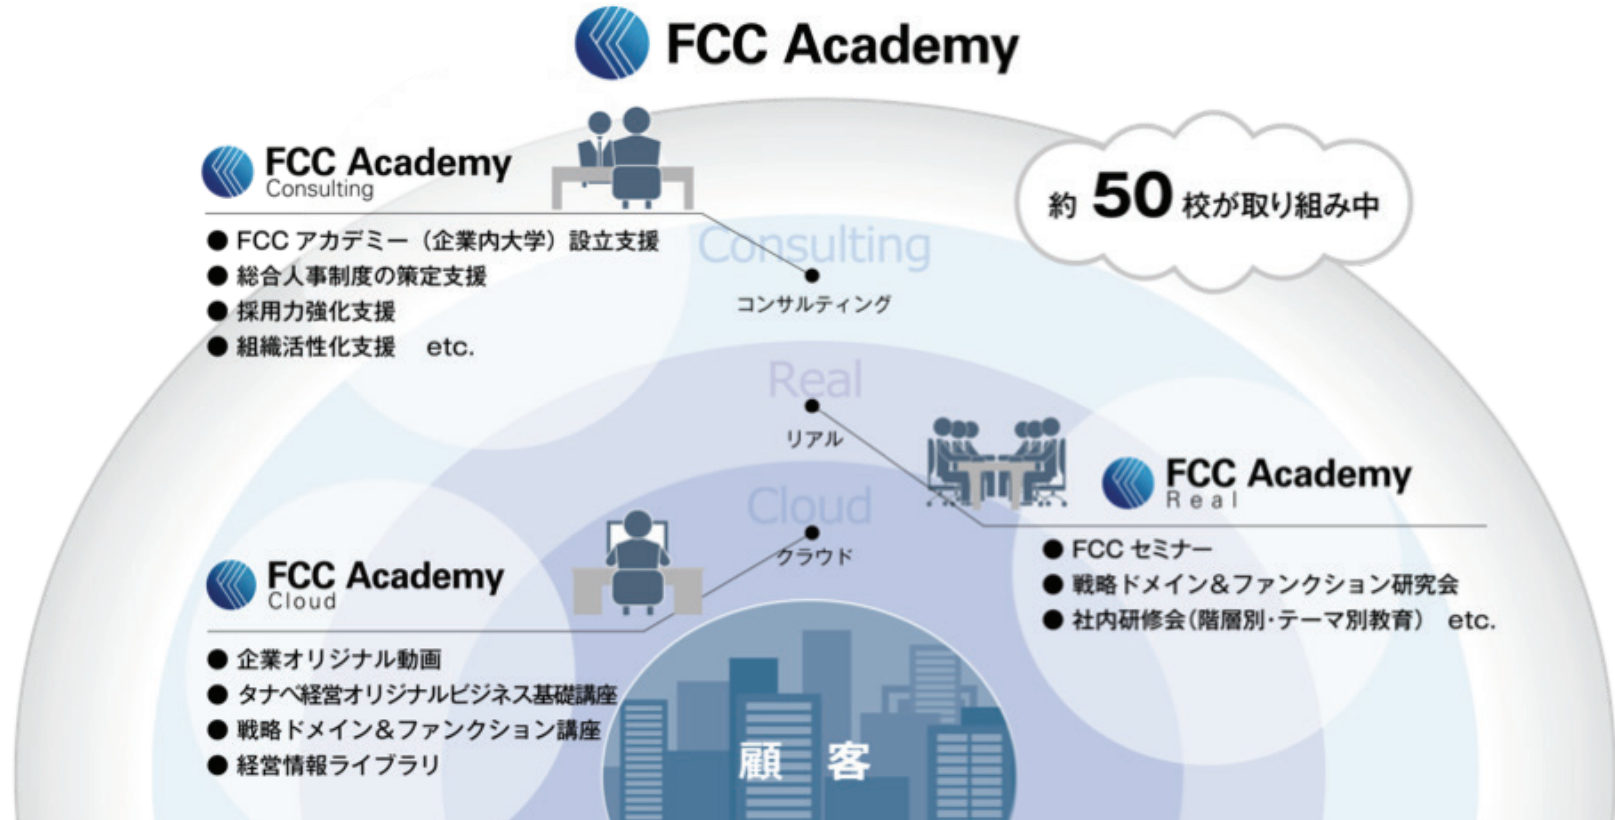 FCC Academy
FCC Academy
Consulting
● FCC アカデミー（企業内大学）設立支援
● 総合人事制度の策定支援
● 採用力強化支援
● 組織活性化支援 etc.
約 50 校が取り組み中
Consulting
コンサルティング
Real
リアル
FCC Academy
Real
● FCC セミナー
● 戦略ドメイン＆ファンクション研究会
● 社内研修会（階層別・テーマ別教育） etc.
Cloud
クラウド
FCC Academy
Cloud
● 企業オリジナル動画
● タナベ経営オリジナルビジネス基礎講座
● 戦略ドメイン＆ファンクション講座
● 経営情報ライブラリ
顧 客